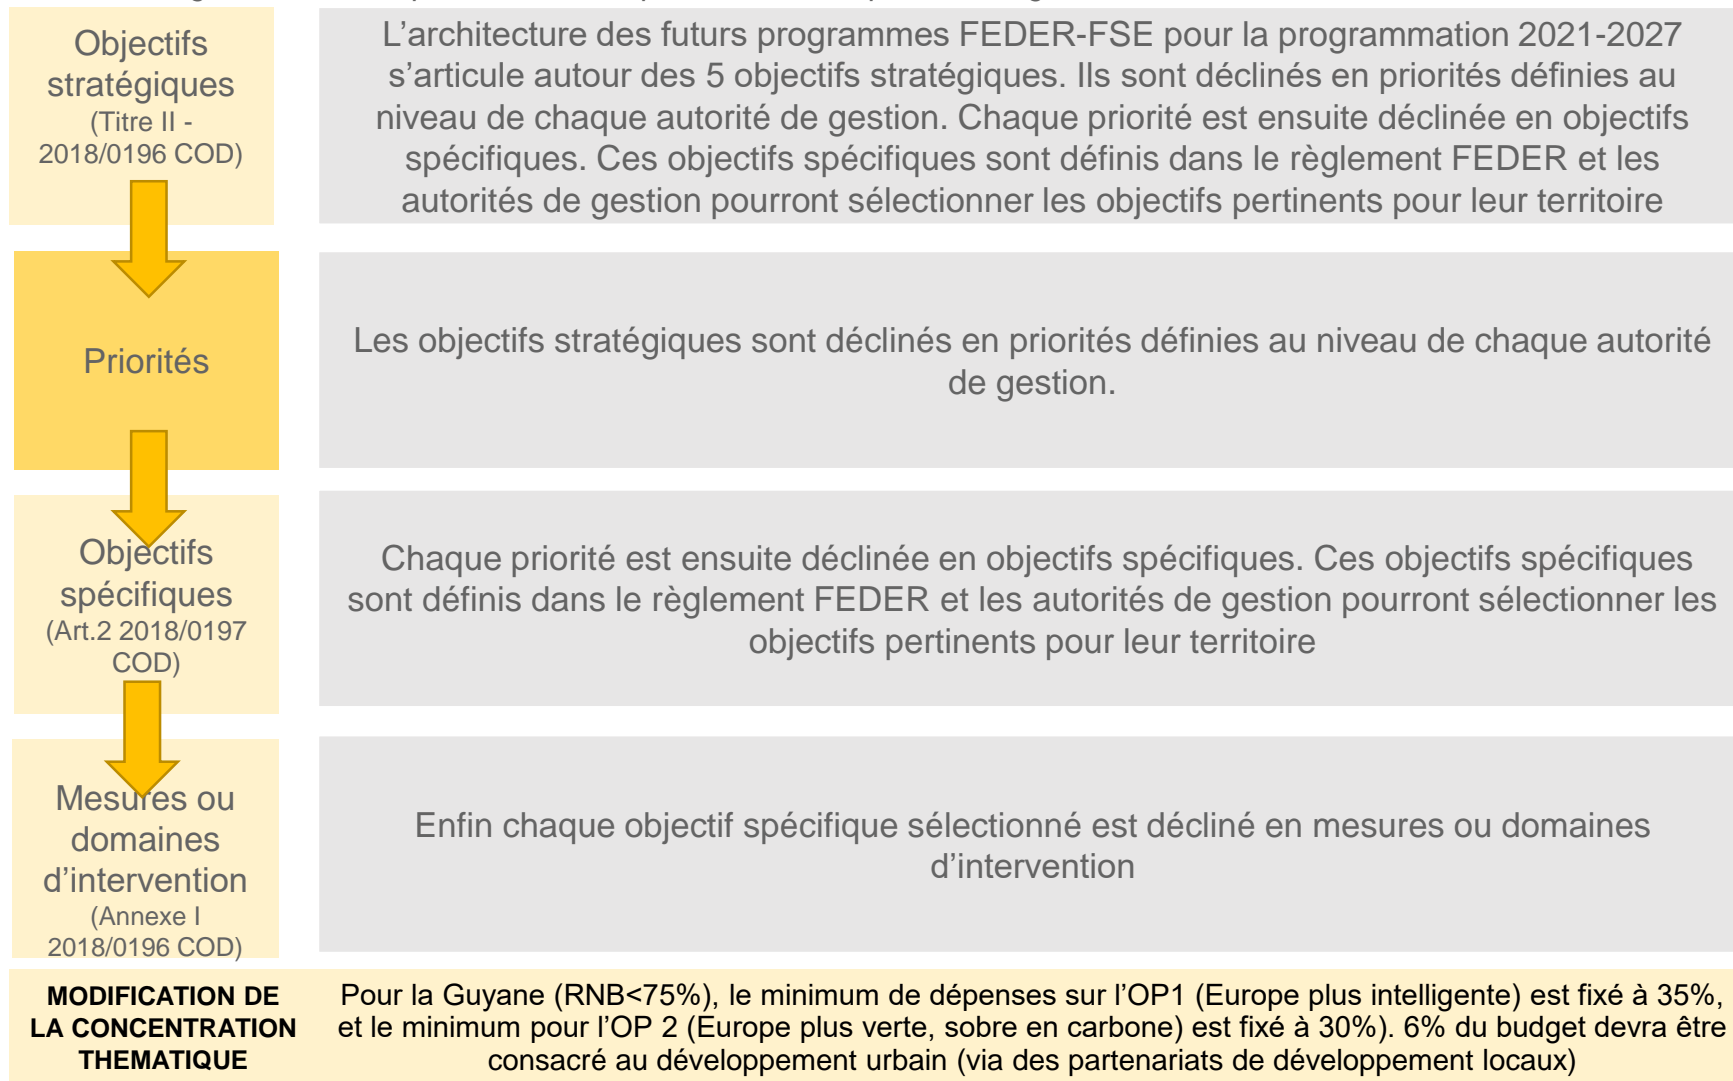 Objectifs
stratégiques
(Titre II -
2018/0196 COD)
L’architecture des futurs programmes FEDER-FSE pour la programmation 2021-2027
s’articule autour des 5 objectifs stratégiques. Ils sont déclinés en priorités définies au
niveau de chaque autorité de gestion. Chaque priorité est ensuite déclinée en objectifs
spécifiques. Ces objectifs spécifiques sont définis dans le règlement FEDER et les
autorités de gestion pourront sélectionner les objectifs pertinents pour leur territoire
Priorités
Les objectifs stratégiques sont déclinés en priorités définies au niveau de chaque autorité
de gestion.
Objectifs
spécifiques
(Art.2 2018/0197
COD)
Chaque priorité est ensuite déclinée en objectifs spécifiques. Ces objectifs spécifiques
sont définis dans le règlement FEDER et les autorités de gestion pourront sélectionner les
objectifs pertinents pour leur territoire
Mesures ou
domaines
d’intervention
(Annexe I
2018/0196 COD)
Enfin chaque objectif spécifique sélectionné est décliné en mesures ou domaines
d’intervention
MODIFICATION DE
LA CONCENTRATION
THEMATIQUE
Pour la Guyane (RNB<75%), le minimum de dépenses sur l’OP1 (Europe plus intelligente) est fixé à 35%,
et le minimum pour l’OP 2 (Europe plus verte, sobre en carbone) est fixé à 30%). 6% du budget devra être
consacré au développement urbain (via des partenariats de développement locaux)